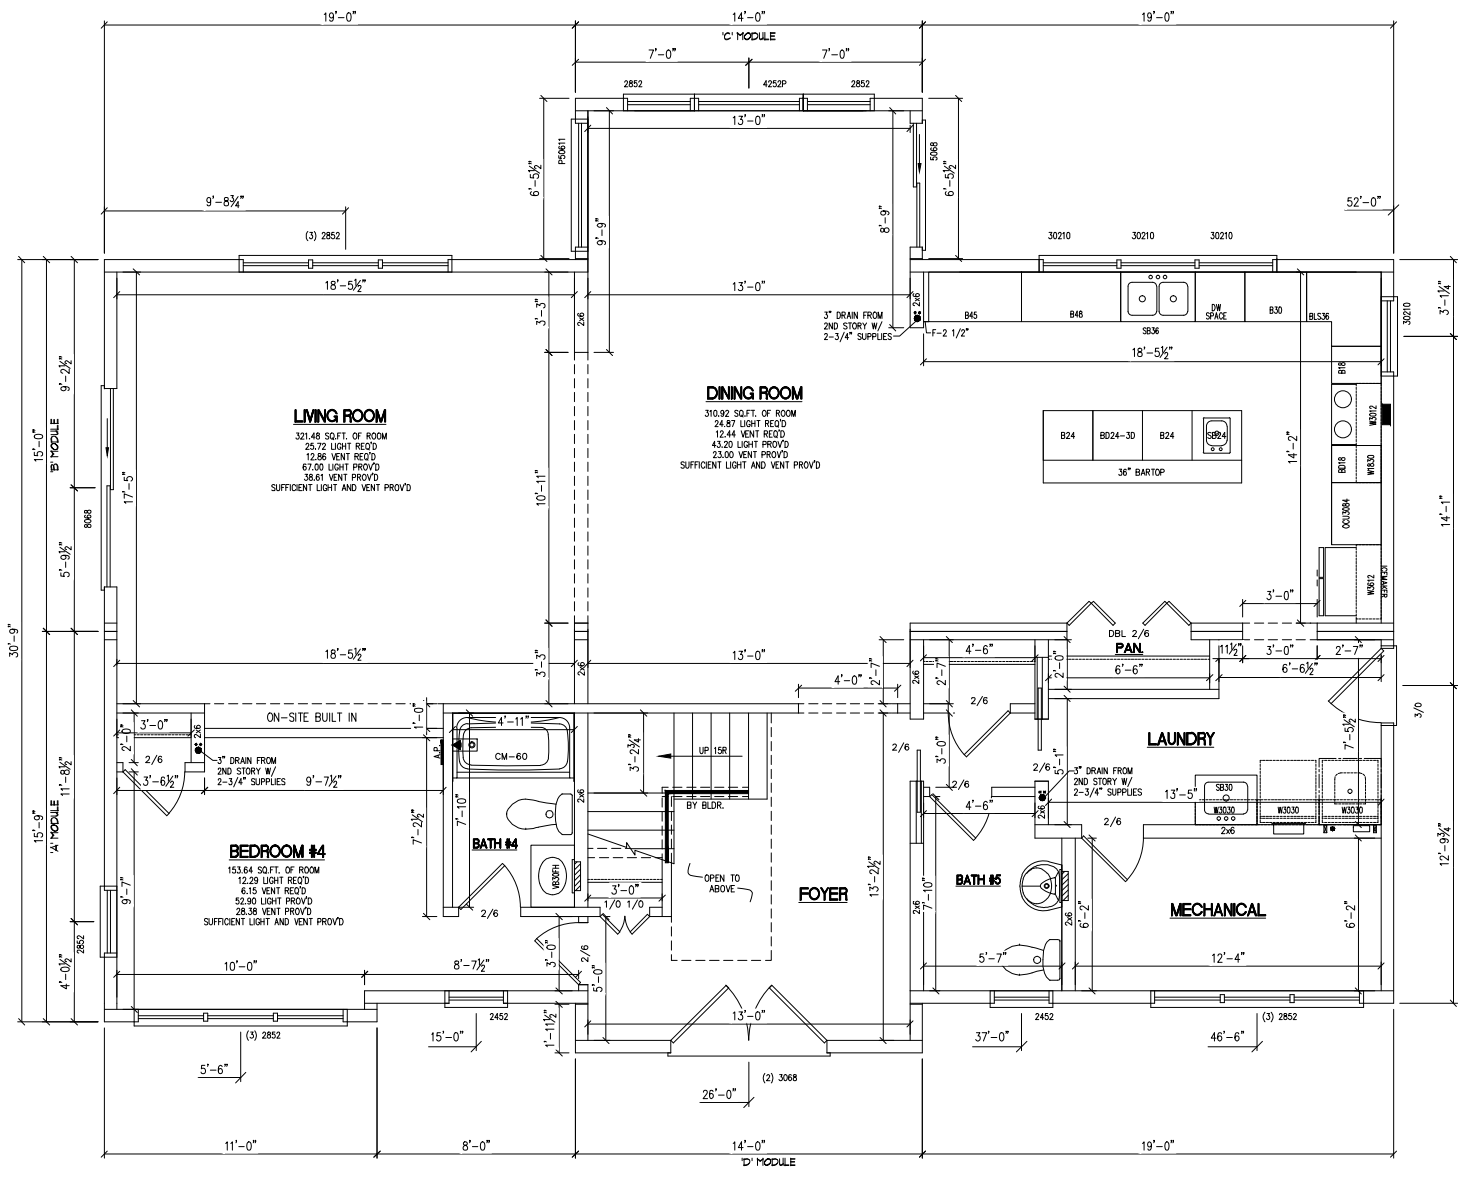 19'-0"
14'-0"
19'-0"
'C' MODULE
7'-0"
7'-0"
2852
4252P
2852
13'-0"
P50611
5068
6'-5½"
6'-5½"
9'-8¾"
9'-9"
8'-9"
52'-0"
(3) 2852
30210
30210
30210
18'-5½"
13'-0"
3'-3"
2x6
2x6
3" DRAIN FROM
2ND STORY W/
2-3/4" SUPPLIES
F-2 1/2"
B45
B48
SB36
DW
SPACE
B30
BLS36
30210
3'-1¼"
18'-5½"
9'-2½"
15'-0"
'B' MODULE
LIVING ROOM
321.48 SQ.FT. OF ROOM
25.72 LIGHT REQ'D
12.86 VENT REQ'D
67.00 LIGHT PROV'D
38.61 VENT PROV'D
SUFFICIENT LIGHT AND VENT PROV'D
DINING ROOM
310.92 SQ.FT. OF ROOM
24.87 LIGHT REQ'D
12.44 VENT REQ'D
43.20 LIGHT PROV'D
23.00 VENT PROV'D
SUFFICIENT LIGHT AND VENT PROV'D
B24
BD24-3D
B24
SB24
36" BARTOP
14'-2"
B18
W3012
BD18
W1830
OCU3084
W3612
ICEMAKER
14'-1"
17'-5"
10'-11"
8068
5'-9½"
30'-9"
3'-0"
DBL 2/6
PAN.
18'-5½"
3'-3"
2x6
13'-0"
2'-7"
2x6
2'-7"
4'-6"
2'-0"
6'-6"
11½"
3'-0"
2'-7"
6'-6½"
4'-0"
2/6
3/0
ON-SITE BUILT IN
1'-0"
3'-0"
2'-0"
2x6
2/6
3'-6½"
3" DRAIN FROM
2ND STORY W/
2-3/4" SUPPLIES
9'-7½"
A.P.
4'-11"
CM-60
3'-2¾"
UP 15R
BY BLDR.
2x6
2/6
3'-0"
2/6
2/6
5'-1"
4'-6"
2x6
3" DRAIN FROM
2ND STORY W/
2-3/4" SUPPLIES
LAUNDRY
7'-5½"
13'-5"
SB30
W3030
W3030
W3030
2x6
2/6
11'-8½"
15'-9"
'A' MODULE
7'-2½"
7'-10"
BATH #4
VB30FH
BEDROOM #4
153.64 SQ.FT. OF ROOM
12.29 LIGHT REQ'D
6.15 VENT REQ'D
52.90 LIGHT PROV'D
28.38 VENT PROV'D
SUFFICIENT LIGHT AND VENT PROV'D
9'-7"
2/6
3'-0"
1/0 1/0
OPEN TO
ABOVE
FOYER
13'-2½"
7'-10"
2x6
BATH #5
2x6
6'-2"
MECHANICAL
6'-2"
12'-9¾"
2852
4'-0½"
10'-0"
8'-7½"
3'-0"
2/6
5'-0"
5'-7"
12'-4"
(3) 2852
2452
1'-11½"
13'-0"
2452
(3) 2852
5'-6"
15'-0"
37'-0"
46'-6"
(2) 3068
26'-0"
11'-0"
8'-0"
14'-0"
19'-0"
'D' MODULE